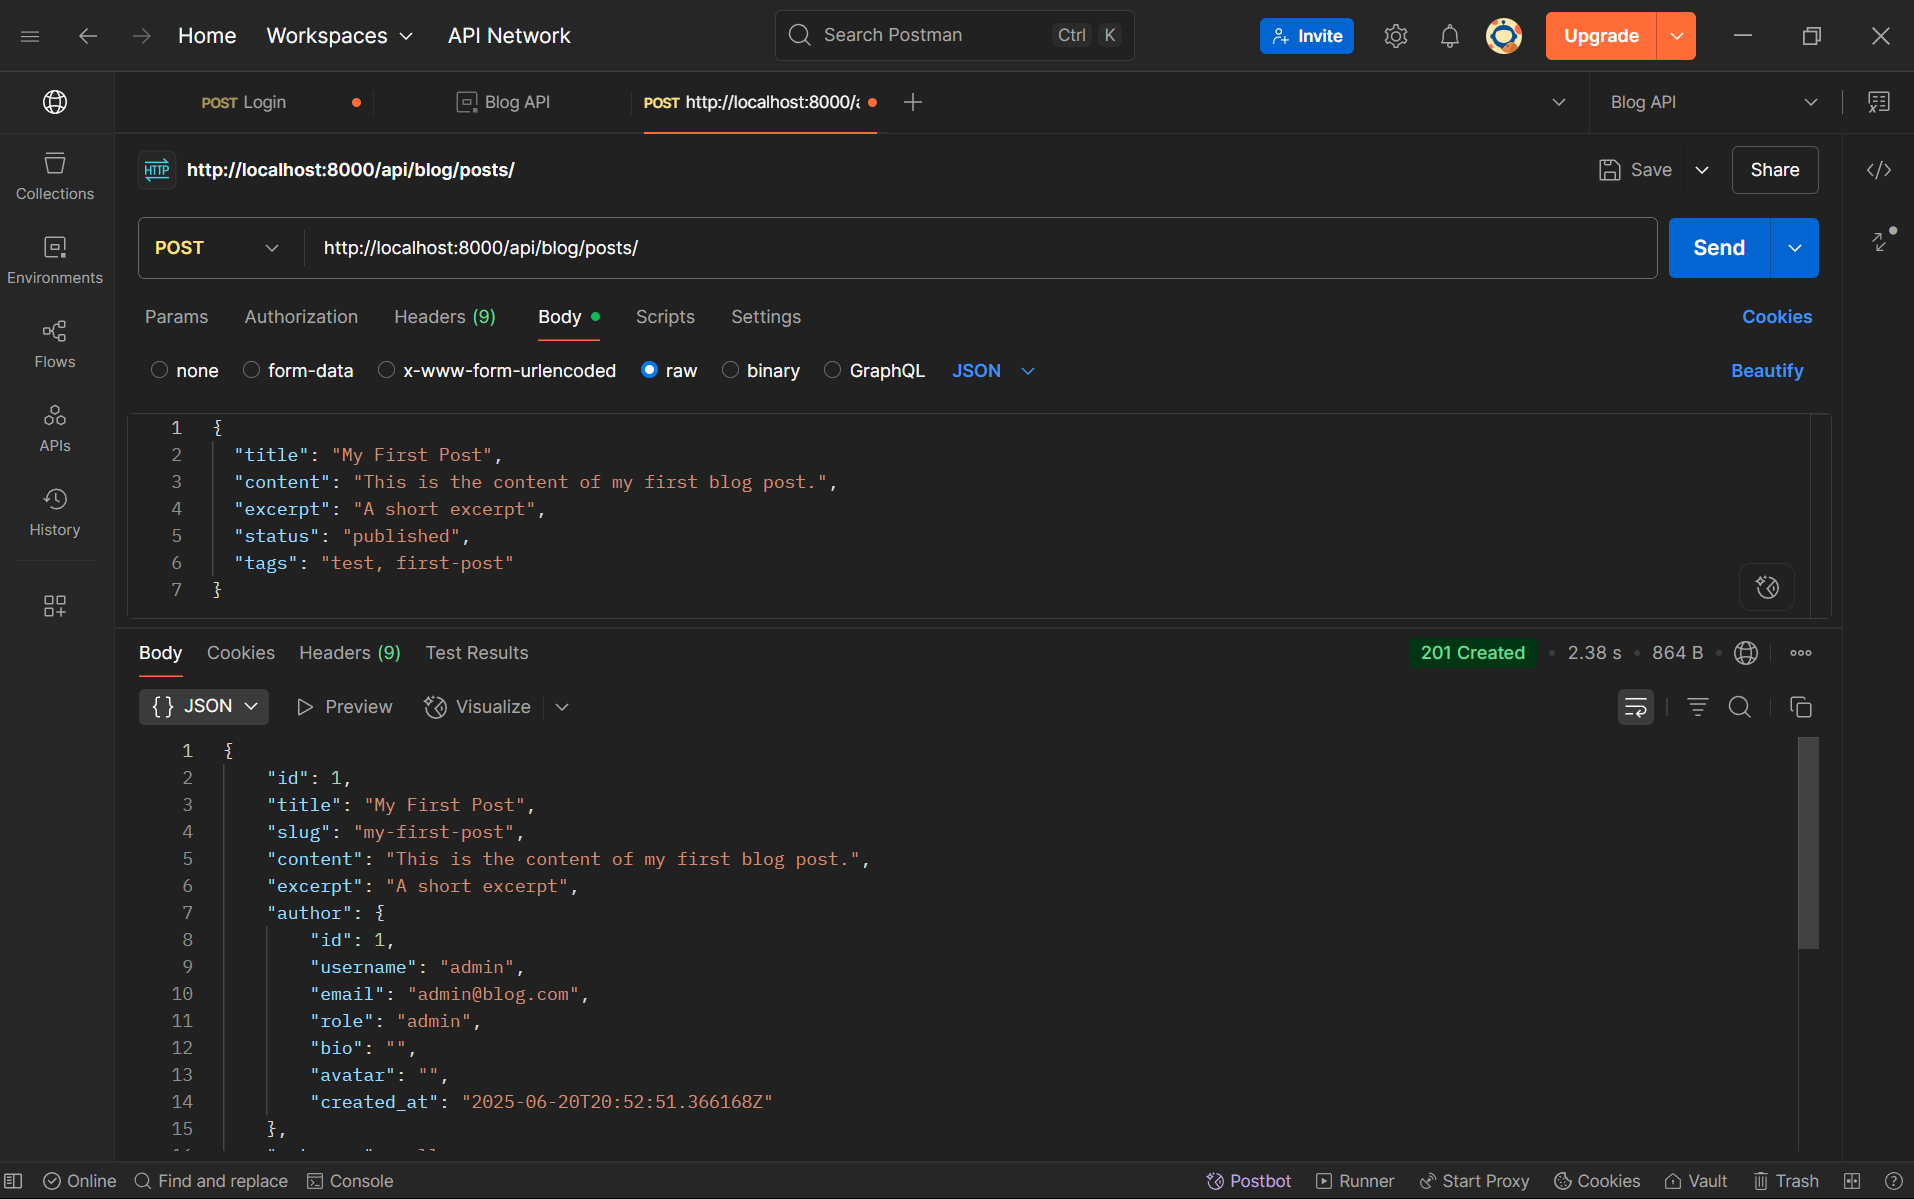 Home Workspaces API Network Search Postman Ctrl K Invite Upgrade
POST Login Blog API POST http://localhost:8000/a Blog API
HTTP http://localhost:8000/api/blog/posts/ Save Share
Collections
POST http://localhost:8000/api/blog/posts/ Send
Environments
Params Authorization Headers (9) Body Scripts Settings Cookies
Flows
none form-data x-www-form-urlencoded raw binary GraphQL JSON Beautify
APIs
History
1 {
2 "title": "My First Post",
3 "content": "This is the content of my first blog post.",
4 "excerpt": "A short excerpt",
5 "status": "published",
6 "tags": "test, first-post"
7 }
Body Cookies Headers (9) Test Results 201 Created 2.38 s 864 B
{} JSON Preview Visualize
1 {
2 "id": 1,
3 "title": "My First Post",
4 "slug": "my-first-post",
5 "content": "This is the content of my first blog post.",
6 "excerpt": "A short excerpt",
7 "author": {
8 "id": 1,
9 "username": "admin",
10 "email": "admin@blog.com",
11 "role": "admin",
12 "bio": "",
13 "avatar": "",
14 "created_at": "2025-06-20T20:52:51.366168Z"
15 },
Online Find and replace Console Postbot Runner Start Proxy Cookies Vault Trash